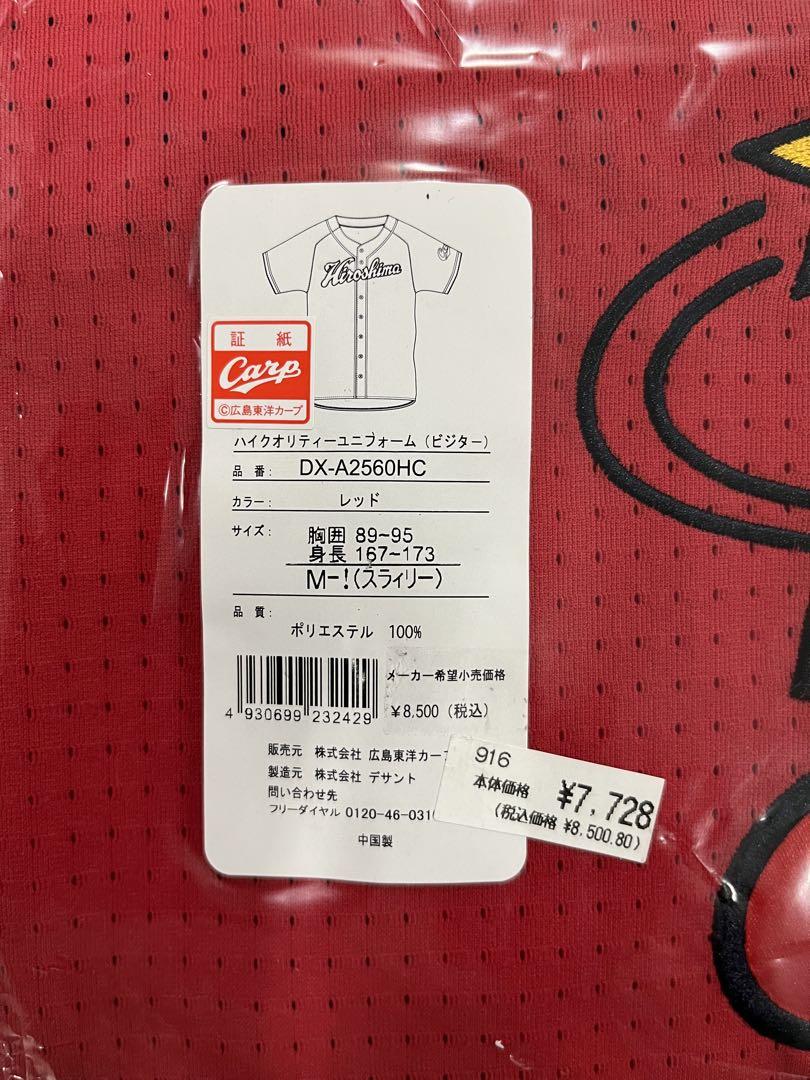 Hiroshima
証 紙
Carp
©広島東洋カープ
ハイクオリティーユニフォーム（ビジター）
品 番： DX-A2560HC
カラー： レッド
サイズ： 胸囲 89~95
身長 167~173
M-!(スライリー)
品 質：
ポリエステル 100%
メーカー希望小売価格
¥8,500（税込）
4 930699 232429
販売元 株式会社 広島東洋カープ
製造元 株式会社 デサント
問い合わせ先
フリーダイヤル 0120-46-0310
中国製
916
本体価格 ¥7,728
(税込価格 ¥8,500.80)